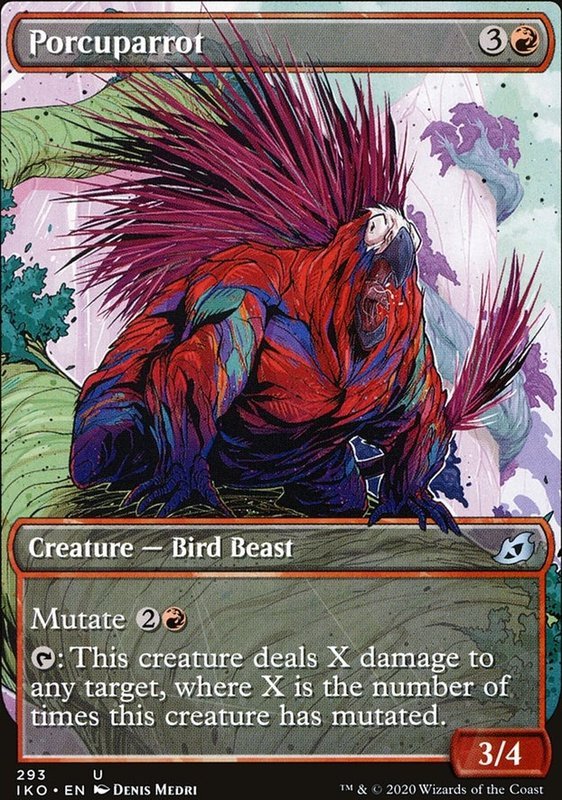 Porcuparrot 3
Creature — Bird Beast
Mutate 2
: This creature deals X damage to
any target, where X is the number of
times this creature has mutated.
3/4
293 U
IKO • EN Denis Medri
™ & © 2020 Wizards of the Coast